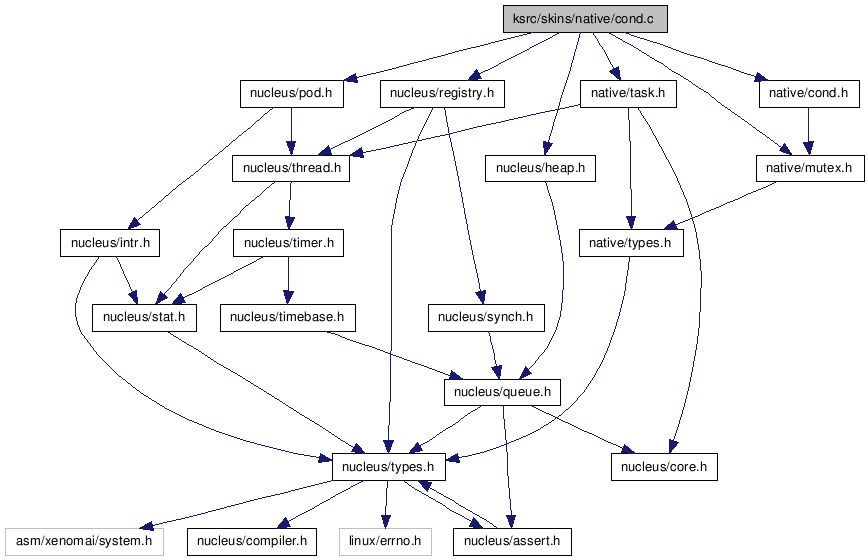 ksrc/skins/native/cond.c
nucleus/pod.h
nucleus/registry.h
native/task.h
native/cond.h
nucleus/thread.h
nucleus/heap.h
native/mutex.h
nucleus/intr.h
nucleus/timer.h
native/types.h
nucleus/stat.h
nucleus/timebase.h
nucleus/synch.h
nucleus/queue.h
nucleus/types.h
nucleus/core.h
asm/xenomai/system.h
nucleus/compiler.h
linux/errno.h
nucleus/assert.h